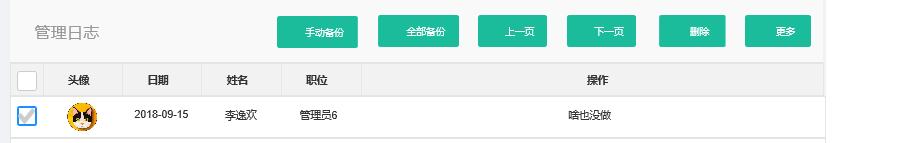 管理日志 手动备份 全部备份 上一页 下一页 删除 更多
头像 日期 姓名 职位 操作
2018-09-15 李逸欢 管理员6 啥也没做